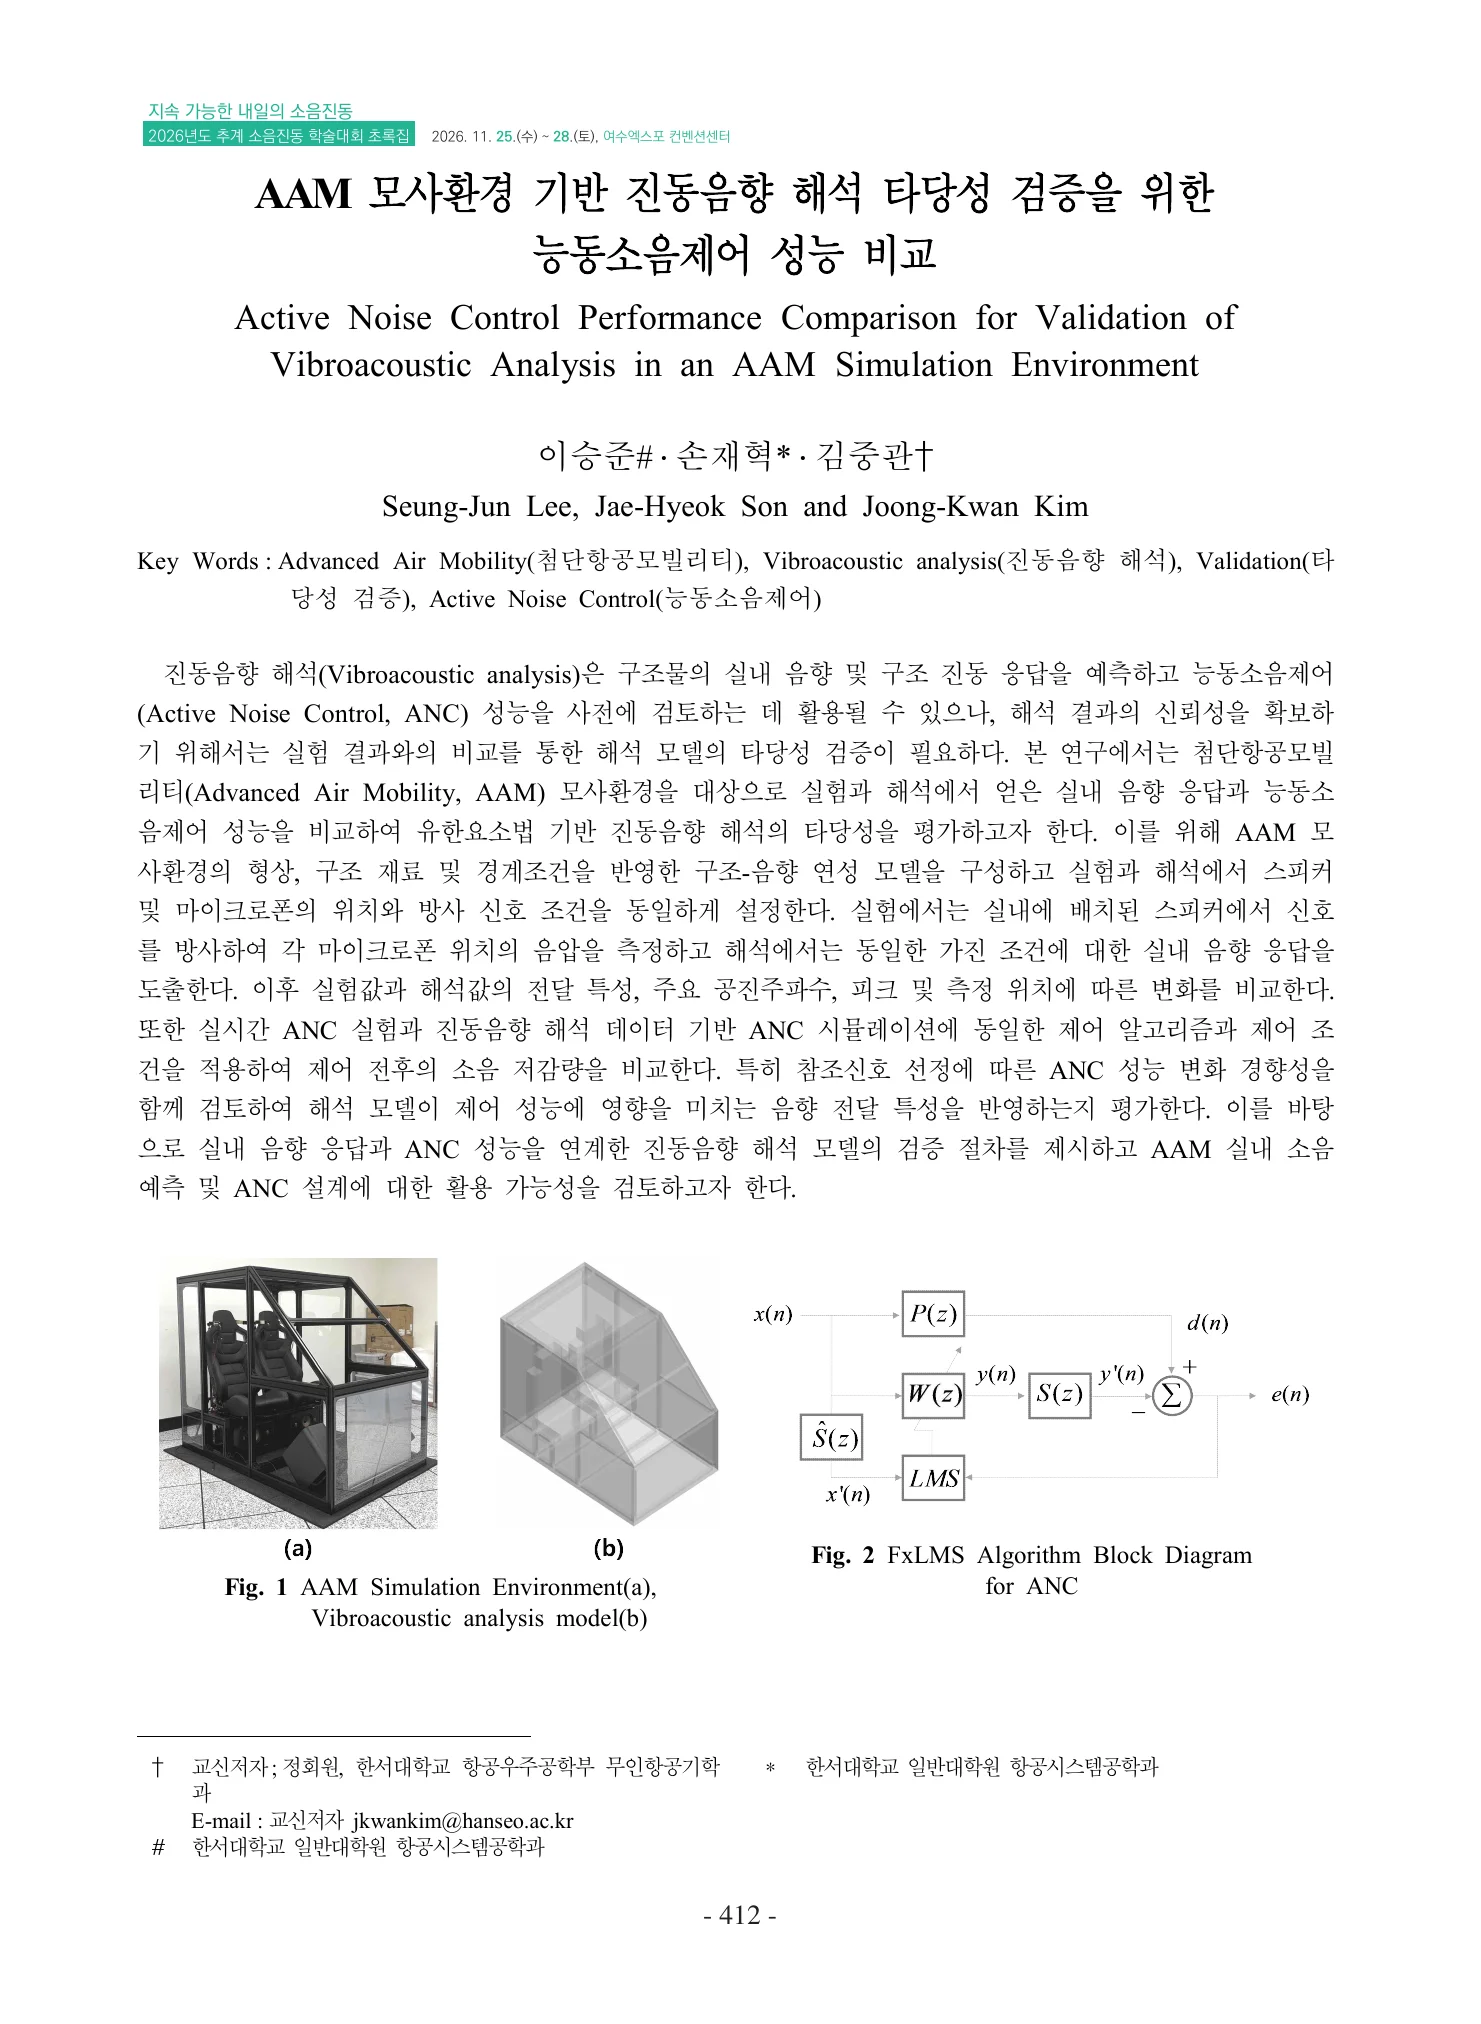 지속 가능한 내일의 소음진동
2026년도 추계 소음진동 학술대회 초록집 2026. 11. 25.(수) ~ 28.(토), 여수엑스포 컨벤션센터
AAM 모사환경 기반 진동음향 해석 타당성 검증을 위한
능동소음제어 성능 비교
Active Noise Control Performance Comparison for Validation of
Vibroacoustic Analysis in an AAM Simulation Environment
이승준#·손재혁*·김중관†
Seung-Jun Lee, Jae-Hyeok Son and Joong-Kwan Kim
Key Words : Advanced Air Mobility(첨단항공모빌리티), Vibroacoustic analysis(진동음향 해석), Validation(타
당성 검증), Active Noise Control(능동소음제어)
진동음향 해석(Vibroacoustic analysis)은 구조물의 실내 음향 및 구조 진동 응답을 예측하고 능동소음제어
(Active Noise Control, ANC) 성능을 사전에 검토하는 데 활용될 수 있으나, 해석 결과의 신뢰성을 확보하
기 위해서는 실험 결과와의 비교를 통한 해석 모델의 타당성 검증이 필요하다. 본 연구에서는 첨단항공모빌
리티(Advanced Air Mobility, AAM) 모사환경을 대상으로 실험과 해석에서 얻은 실내 음향 응답과 능동소
음제어 성능을 비교하여 유한요소법 기반 진동음향 해석의 타당성을 평가하고자 한다. 이를 위해 AAM 모
사환경의 형상, 구조 재료 및 경계조건을 반영한 구조-음향 연성 모델을 구성하고 실험과 해석에서 스피커
및 마이크로폰의 위치와 방사 신호 조건을 동일하게 설정한다. 실험에서는 실내에 배치된 스피커에서 신호
를 방사하여 각 마이크로폰 위치의 음압을 측정하고 해석에서는 동일한 가진 조건에 대한 실내 음향 응답을
도출한다. 이후 실험값과 해석값의 전달 특성, 주요 공진주파수, 피크 및 측정 위치에 따른 변화를 비교한다.
또한 실시간 ANC 실험과 진동음향 해석 데이터 기반 ANC 시뮬레이션에 동일한 제어 알고리즘과 제어 조
건을 적용하여 제어 전후의 소음 저감량을 비교한다. 특히 참조신호 선정에 따른 ANC 성능 변화 경향성을
함께 검토하여 해석 모델이 제어 성능에 영향을 미치는 음향 전달 특성을 반영하는지 평가한다. 이를 바탕
으로 실내 음향 응답과 ANC 성능을 연계한 진동음향 해석 모델의 검증 절차를 제시하고 AAM 실내 소음
예측 및 ANC 설계에 대한 활용 가능성을 검토하고자 한다.
(a) (b)
Fig. 1 AAM Simulation Environment(a),
Vibroacoustic analysis model(b)
x(n) P(z) d(n)
W(z) y(n) S(z) y'(n) Σ + − e(n)
Ŝ(z)
x'(n) LMS
Fig. 2 FxLMS Algorithm Block Diagram
for ANC
† 교신저자; 정회원, 한서대학교 항공우주공학부 무인항공기학
과
E-mail : 교신저자 jkwankim@hanseo.ac.kr
# 한서대학교 일반대학원 항공시스템공학과
* 한서대학교 일반대학원 항공시스템공학과
- 412 -